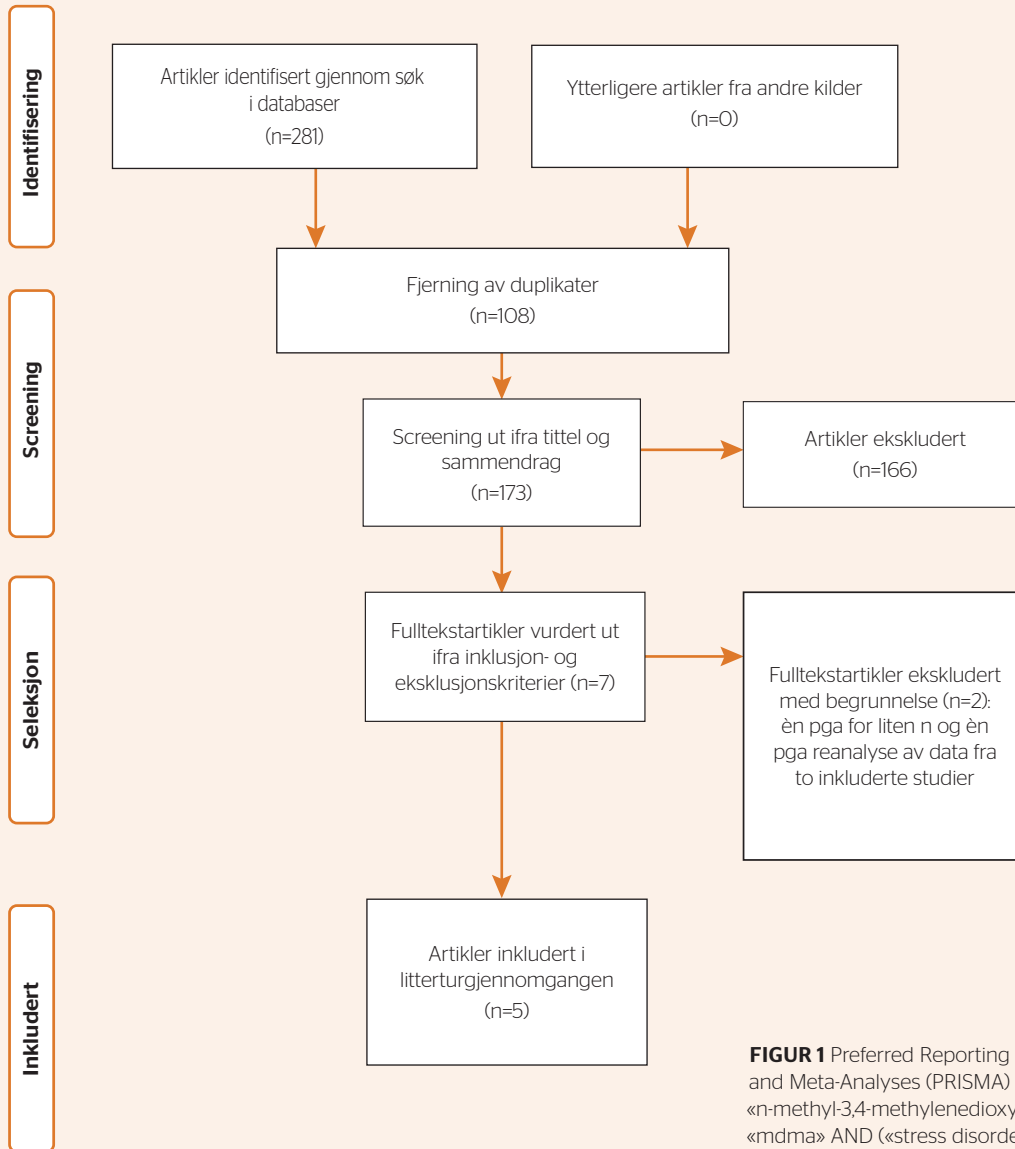 Identifisering
Artikler identifisert gjennom søk
i databaser
(n=281)
Ytterligere artikler fra andre kilder
(n=0)
Fjerning av duplikater
(n=108)
Screening
Screening ut ifra tittel og
sammendrag
(n=173)
Artikler ekskludert
(n=166)
Seleksjon
Fulltekstartikler vurdert ut
ifra inklusjon- og
eksklusjonskriterier (n=7)
Fulltekstartikler ekskludert
med begrunnelse (n=2):
èn pga for liten n og èn
pga reanalyse av data fra
to inkluderte studier
Inkludert
Artikler inkludert i
litterturgjennomgangen
(n=5)
FIGUR 1 Preferred Reporting
and Meta-Analyses (PRISMA)
«n-methyl-3,4-methylenedioxy
«mdma» AND («stress disorde